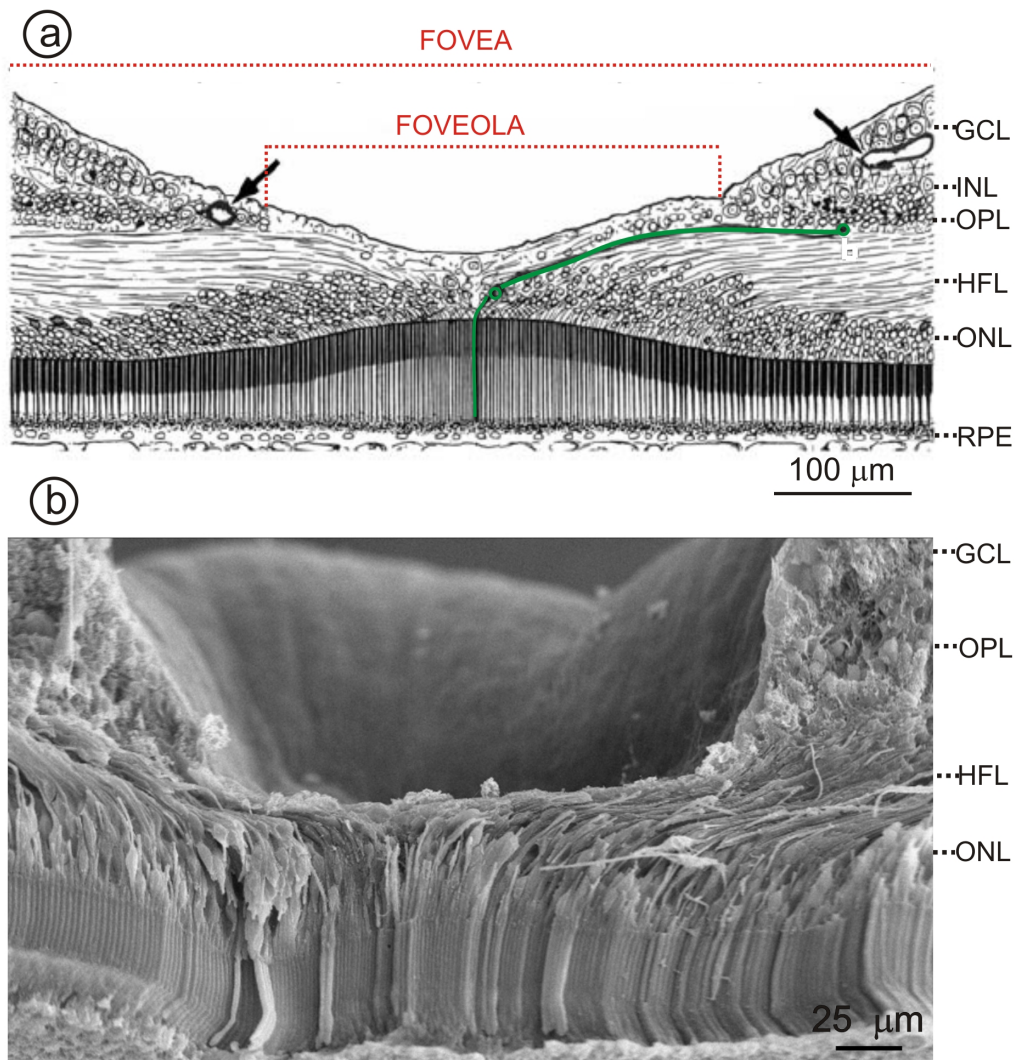 a
FOVEA
FOVEOLA
GCL
INL
OPL
HFL
ONL
RPE
100 μm
b
GCL
OPL
HFL
ONL
25 μm